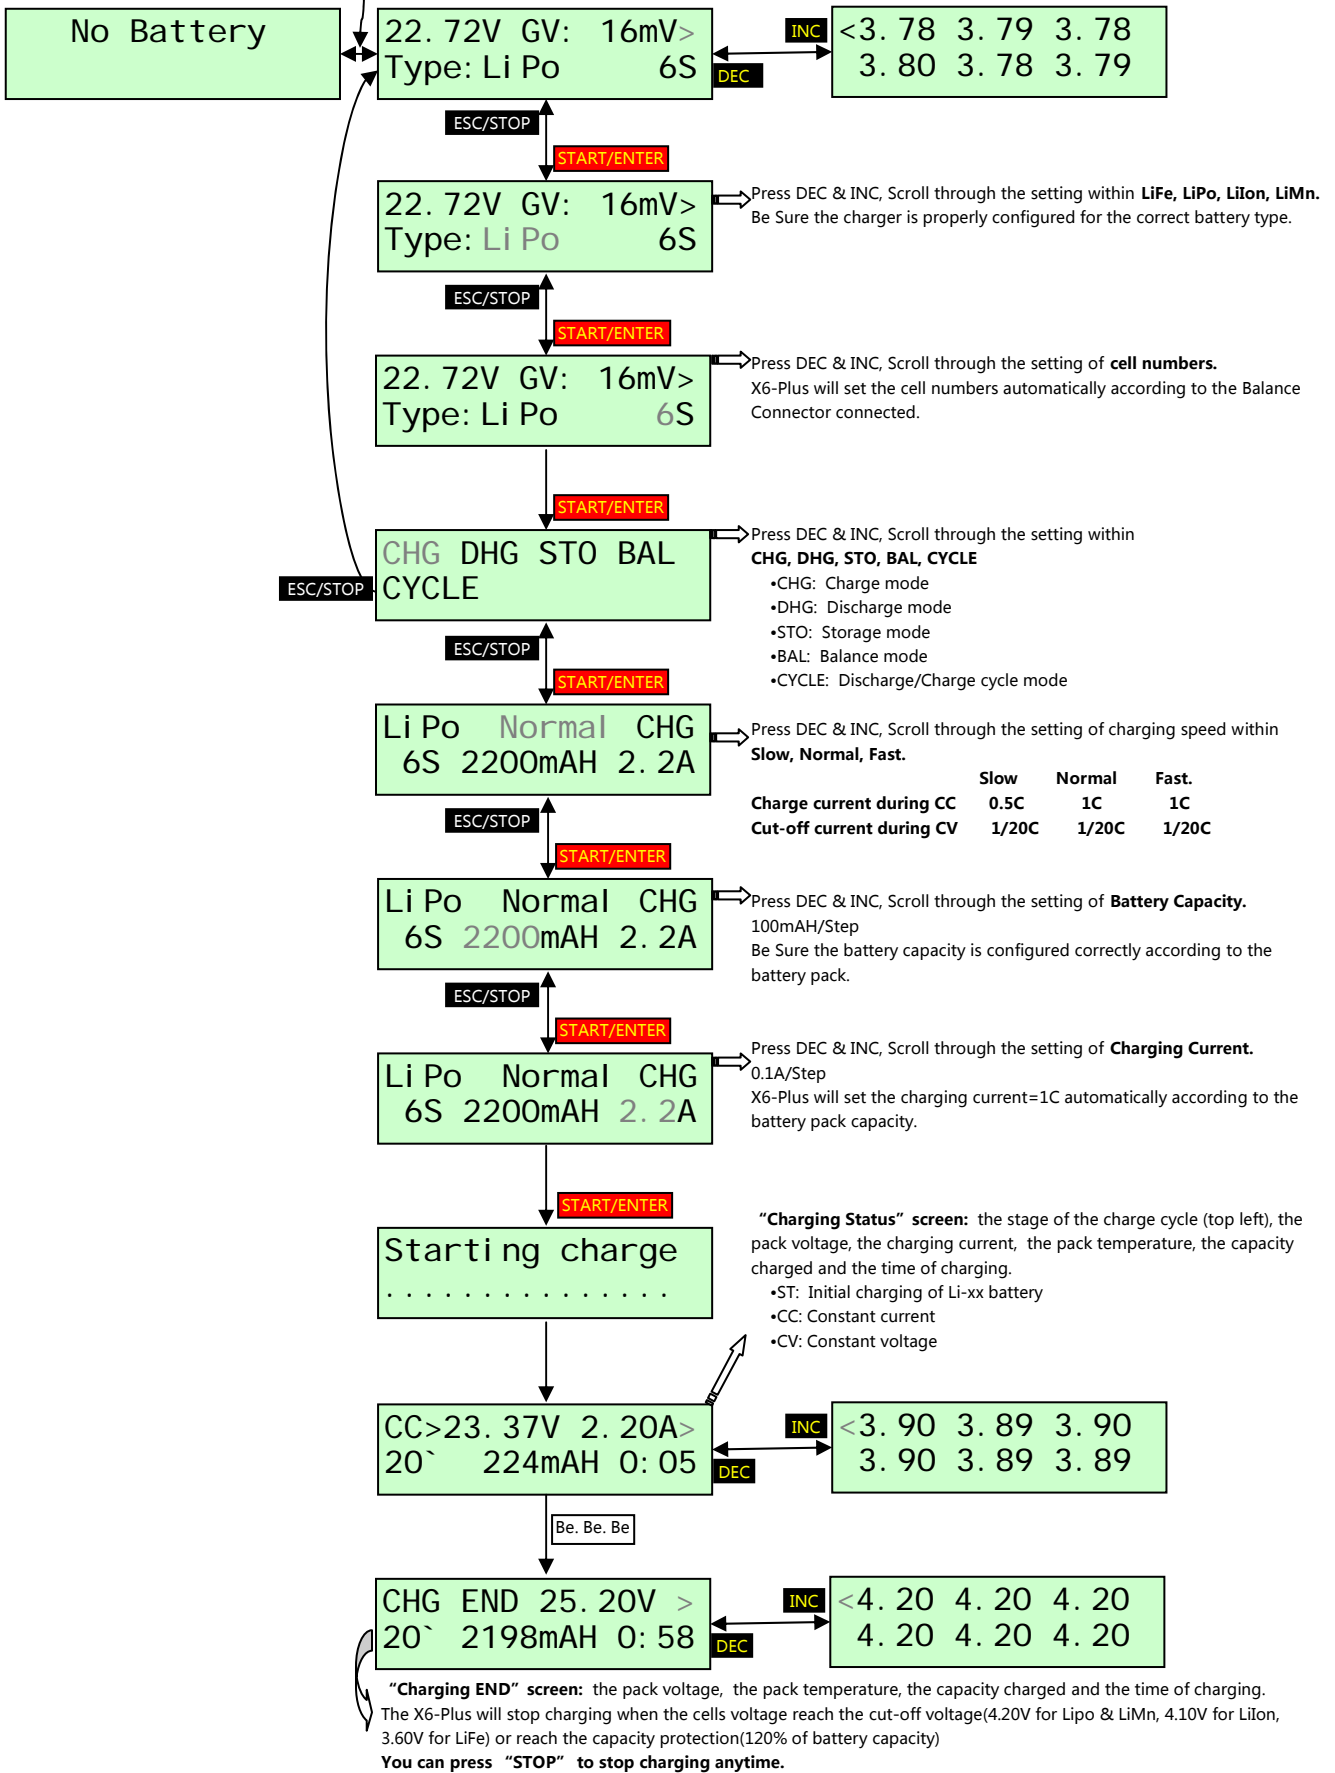 No Battery
22.72V GV: 16mV>
Type:LiPo 6S
INC
DEC
<3.78 3.79 3.78
3.80 3.78 3.79
ESC/STOP
START/ENTER
22.72V GV: 16mV>
Type:LiPo 6S
Press DEC & INC, Scroll through the setting within LiFe, LiPo, LiIon, LiMn.
Be Sure the charger is properly configured for the correct battery type.
ESC/STOP
START/ENTER
22.72V GV: 16mV>
Type:LiPo 6S
Press DEC & INC, Scroll through the setting of cell numbers.
X6-Plus will set the cell numbers automatically according to the Balance
Connector connected.
START/ENTER
CHG DHG STO BAL
CYCLE
ESC/STOP
Press DEC & INC, Scroll through the setting within
CHG, DHG, STO, BAL, CYCLE
•CHG: Charge mode
•DHG: Discharge mode
•STO: Storage mode
•BAL: Balance mode
•CYCLE: Discharge/Charge cycle mode
ESC/STOP
START/ENTER
LiPo Normal CHG
6S 2200mAH 2.2A
Press DEC & INC, Scroll through the setting of charging speed within
Slow, Normal, Fast.
Slow Normal Fast.
Charge current during CC 0.5C 1C 1C
Cut-off current during CV 1/20C 1/20C 1/20C
ESC/STOP
START/ENTER
LiPo Normal CHG
6S 2200mAH 2.2A
Press DEC & INC, Scroll through the setting of Battery Capacity.
100mAH/Step
Be Sure the battery capacity is configured correctly according to the
battery pack.
ESC/STOP
START/ENTER
LiPo Normal CHG
6S 2200mAH 2.2A
Press DEC & INC, Scroll through the setting of Charging Current.
0.1A/Step
X6-Plus will set the charging current=1C automatically according to the
battery pack capacity.
START/ENTER
Starting charge
...............
“Charging Status” screen: the stage of the charge cycle (top left), the
pack voltage, the charging current, the pack temperature, the capacity
charged and the time of charging.
•ST: Initial charging of Li-xx battery
•CC: Constant current
•CV: Constant voltage
CC>23.37V 2.20A>
20` 224mAH 0:05
INC
DEC
<3.90 3.89 3.90
3.90 3.89 3.89
Be. Be. Be
CHG END 25.20V >
20` 2198mAH 0:58
INC
DEC
<4.20 4.20 4.20
4.20 4.20 4.20
“Charging END” screen: the pack voltage, the pack temperature, the capacity charged and the time of charging.
The X6-Plus will stop charging when the cells voltage reach the cut-off voltage(4.20V for Lipo & LiMn, 4.10V for LiIon,
3.60V for LiFe) or reach the capacity protection(120% of battery capacity)
You can press “STOP” to stop charging anytime.